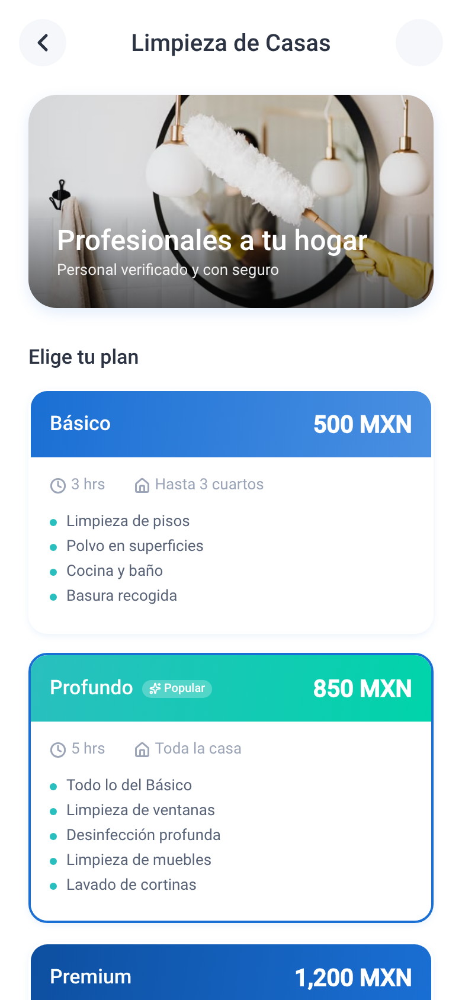 Limpieza de Casas
Profesionales a tu hogar
Personal verificado y con seguro
Elige tu plan
Básico
500 MXN
3 hrs
Hasta 3 cuartos
Limpieza de pisos
Polvo en superficies
Cocina y baño
Basura recogida
Profundo
Popular
850 MXN
5 hrs
Toda la casa
Todo lo del Básico
Limpieza de ventanas
Desinfección profunda
Limpieza de muebles
Lavado de cortinas
Premium
1,200 MXN